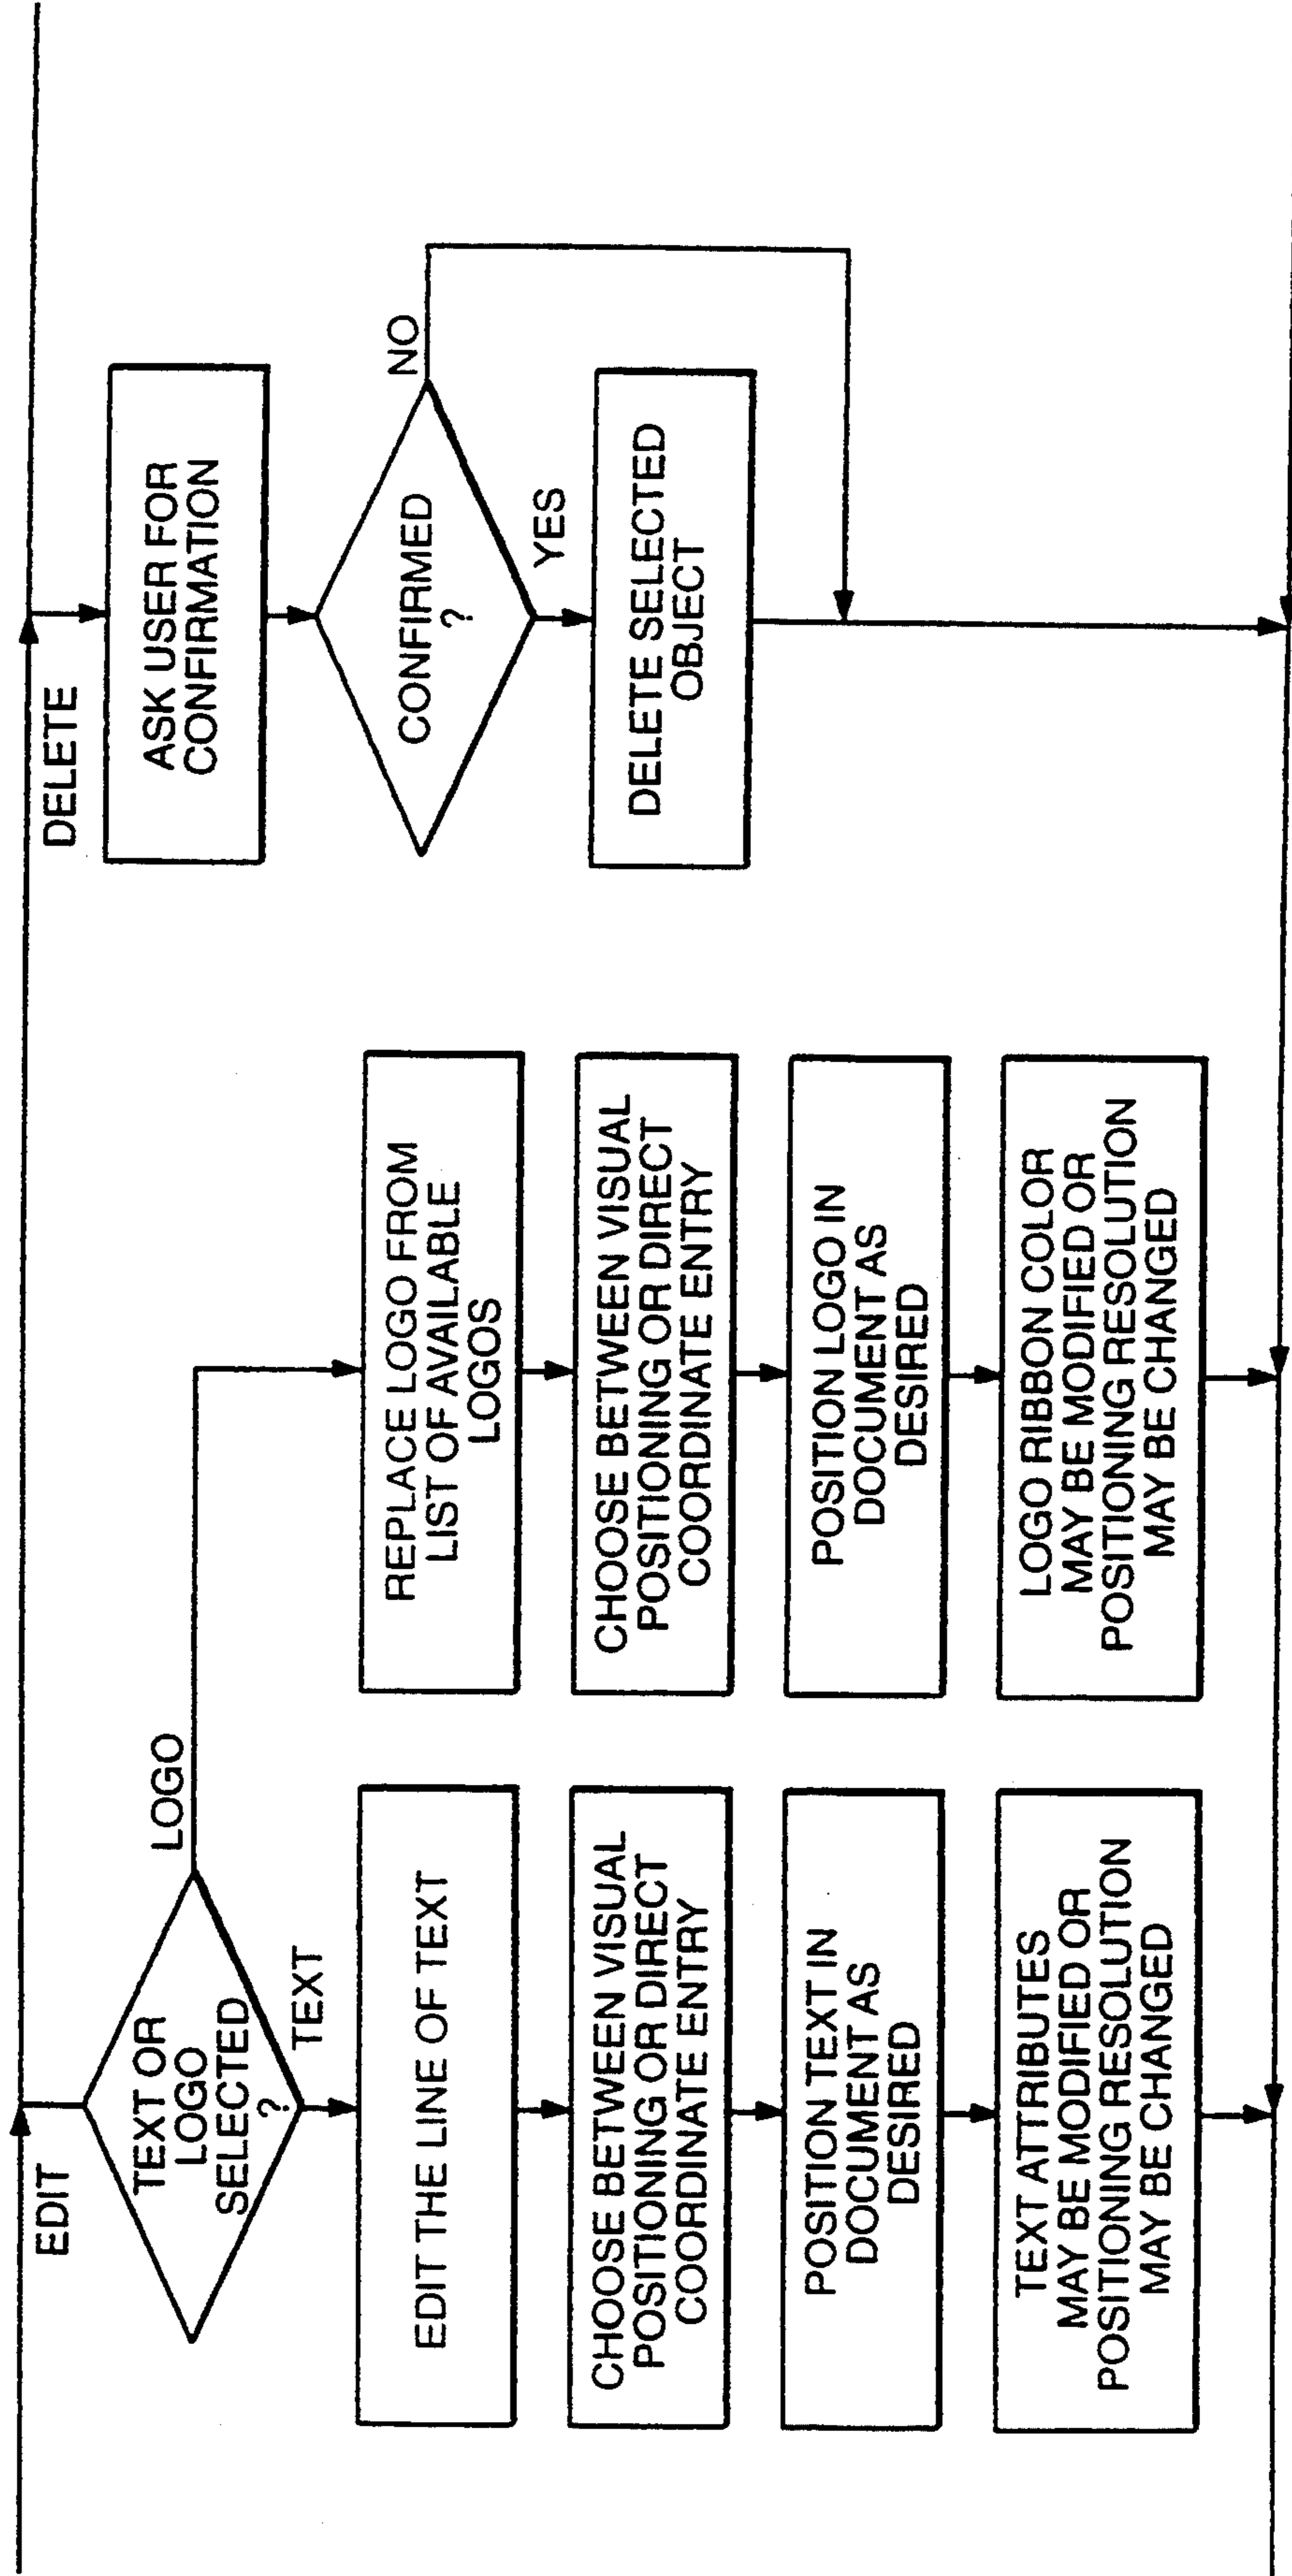 EDIT
TEXT OR
LOGO
SELECTED
?
LOGO
TEXT
EDIT THE LINE OF TEXT
CHOOSE BETWEEN VISUAL
POSITIONING OR DIRECT
COORDINATE ENTRY
POSITION TEXT IN
DOCUMENT AS
DESIRED
TEXT ATTRIBUTES
MAY BE MODIFIED OR
POSITIONING RESOLUTION
MAY BE CHANGED
REPLACE LOGO FROM
LIST OF AVAILABLE
LOGOS
CHOOSE BETWEEN VISUAL
POSITIONING OR DIRECT
COORDINATE ENTRY
POSITION LOGO IN
DOCUMENT AS
DESIRED
LOGO RIBBON COLOR
MAY BE MODIFIED OR
POSITIONING RESOLUTION
MAY BE CHANGED
DELETE
ASK USER FOR
CONFIRMATION
CONFIRMED
?
NO
YES
DELETE SELECTED
OBJECT